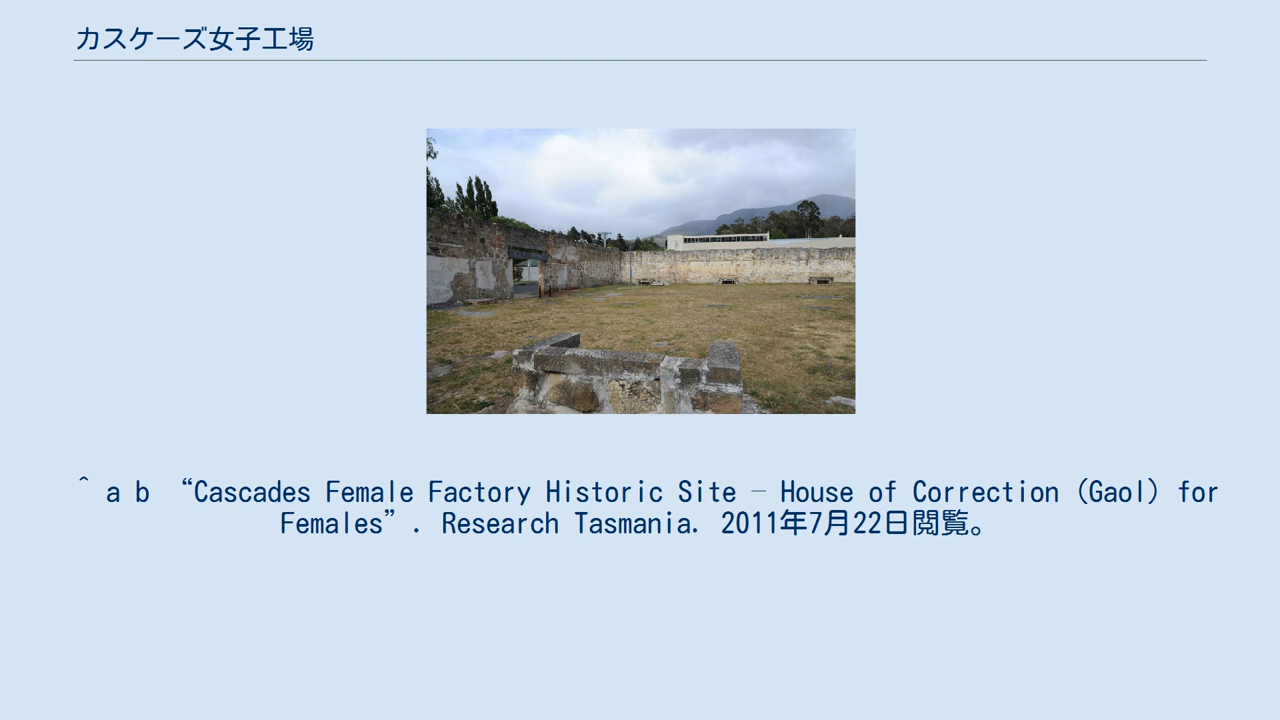 カスケーズ女子工場
^ a b “Cascades Female Factory Historic Site – House of Correction (Gaol) for
Females”. Research Tasmania. 2011年7月22日閲覧。